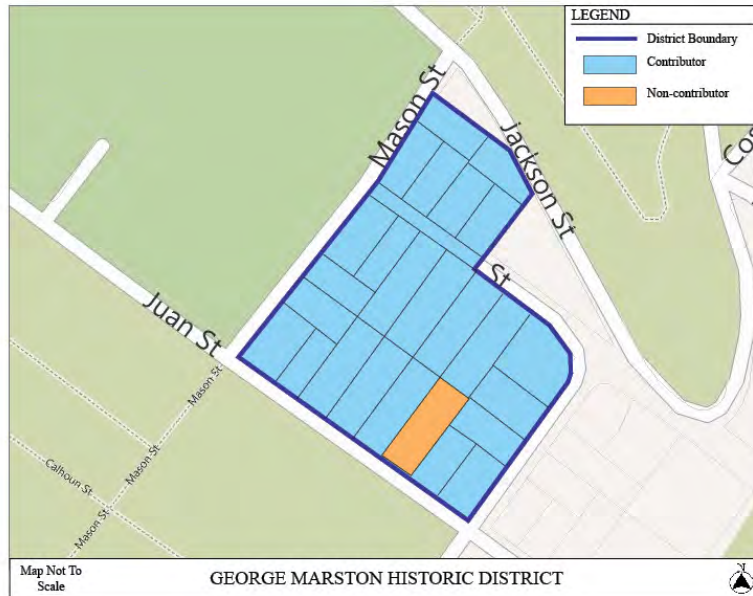 LEGEND
District Boundary
Contributor
Non-contributor
Mason St
Jackson St
St
Juan St
Mason St
Mason St
Calhoun St
Mason St
Map Not To
Scale
GEORGE MARSTON HISTORIC DISTRICT
N